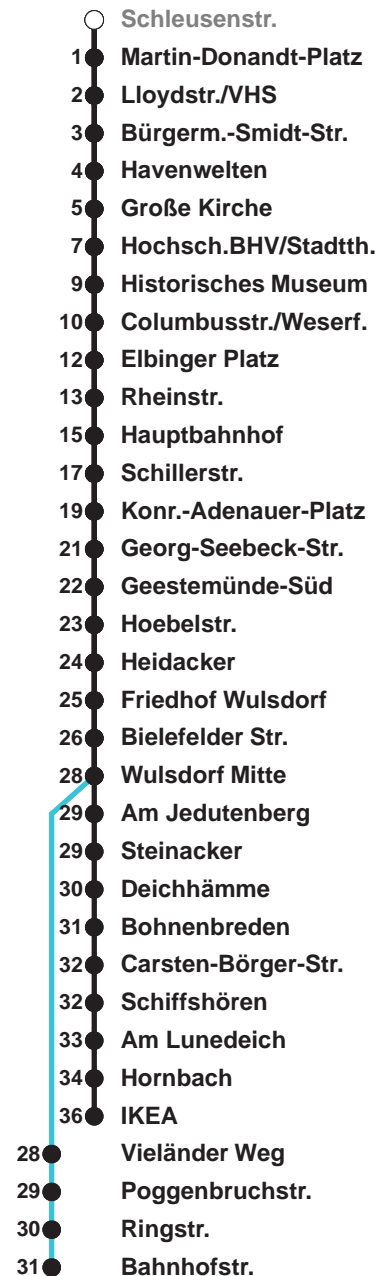 Schleusenstr.
1 Martin-Donandt-Platz
2 Lloydstr./VHS
3 Bürgerm.-Smidt-Str.
4 Havenwelten
5 Große Kirche
7 Hochsch.BHV/Stadtth.
9 Historisches Museum
10 Columbusstr./Weserf.
12 Elbinger Platz
13 Rheinstr.
15 Hauptbahnhof
17 Schillerstr.
19 Konr.-Adenauer-Platz
21 Georg-Seebeck-Str.
22 Geestemünde-Süd
23 Hoebelstr.
24 Heidacker
25 Friedhof Wulsdorf
26 Bielefelder Str.
28 Wulsdorf Mitte
29 Am Jedutenberg
29 Steinacker
30 Deichhämme
31 Bohnenbreden
32 Carsten-Börger-Str.
32 Schiffshören
33 Am Lunedeich
34 Hornbach
36 IKEA
28 Vieländer Weg
29 Poggenbruchstr.
30 Ringstr.
31 Bahnhofstr.